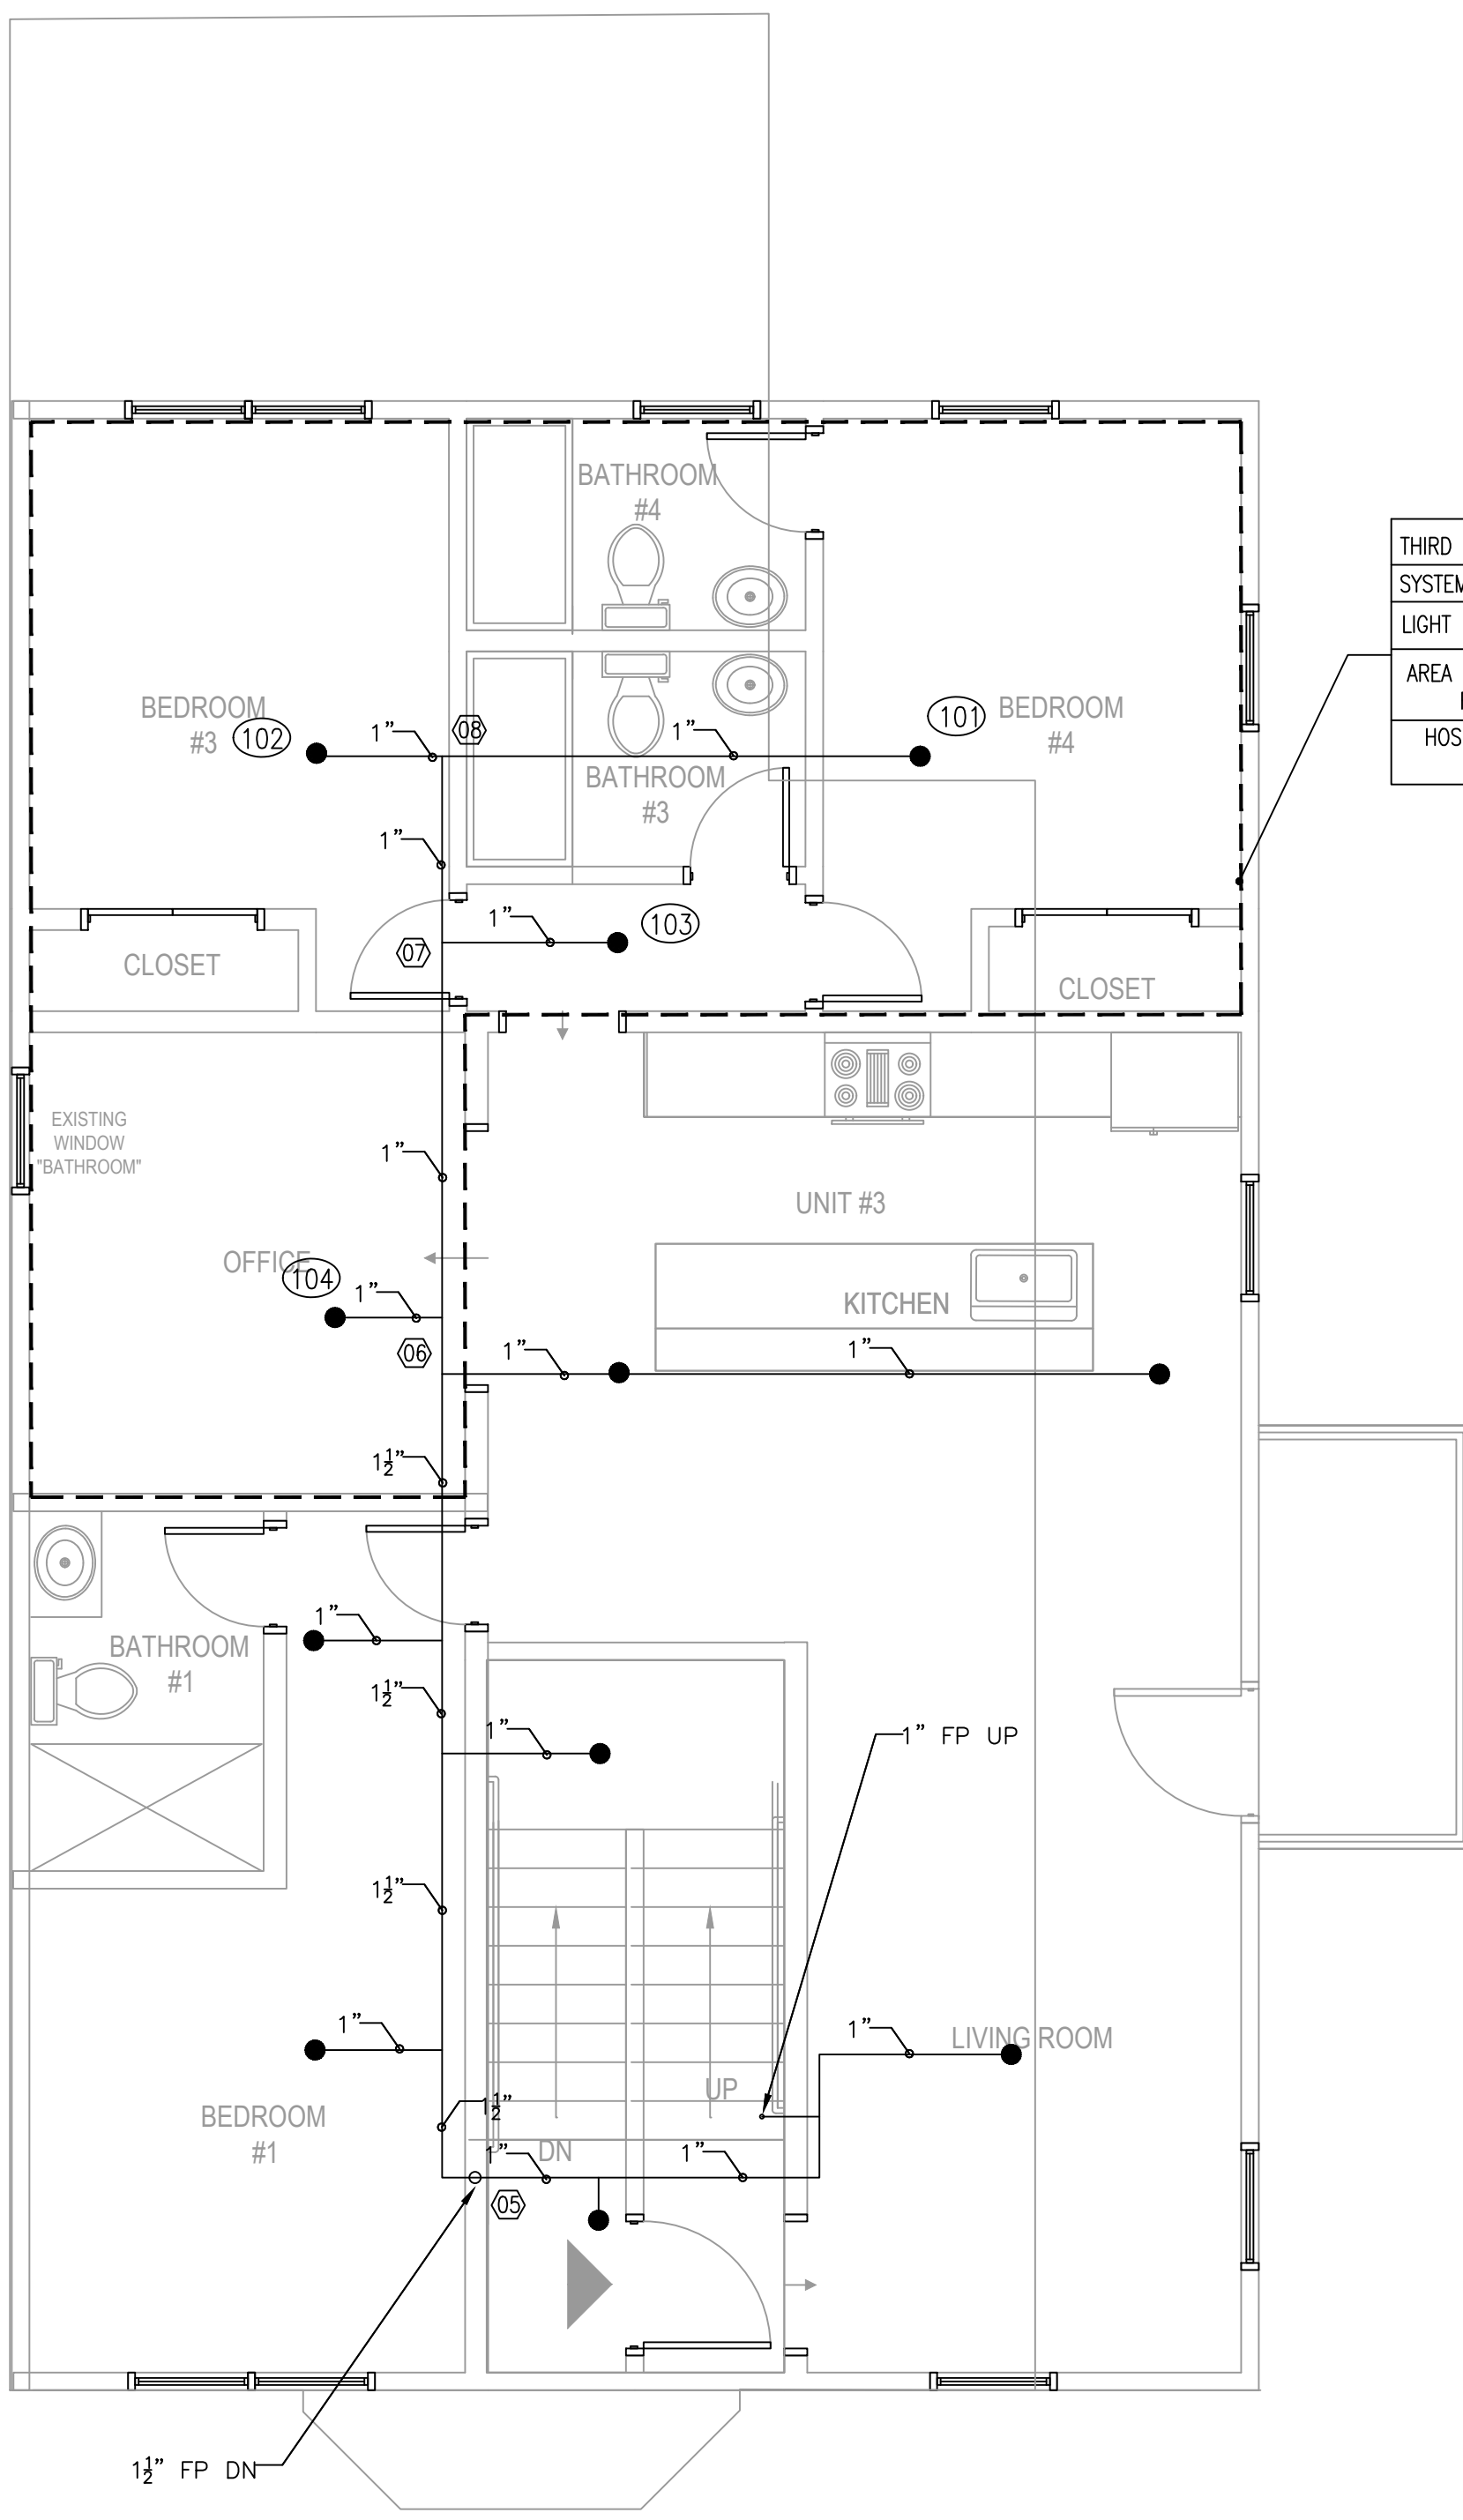 BATHROOM
#4
THIRD
SYSTEM
LIGHT
AREA
HOS
BEDROOM
#3
102
1"
08
1"
101
BEDROOM
#4
BATHROOM
#3
1"
1"
103
07
CLOSET
CLOSET
EXISTING
WINDOW
"BATHROOM"
1"
UNIT #3
OFFICE
104
1"
KITCHEN
06
1"
1"
1½"
1"
BATHROOM
#1
1½"
1"
1" FP UP
1½"
1"
1"
LIVING ROOM
UP
1½"
BEDROOM
#1
1"
DN
1"
05
1½" FP DN